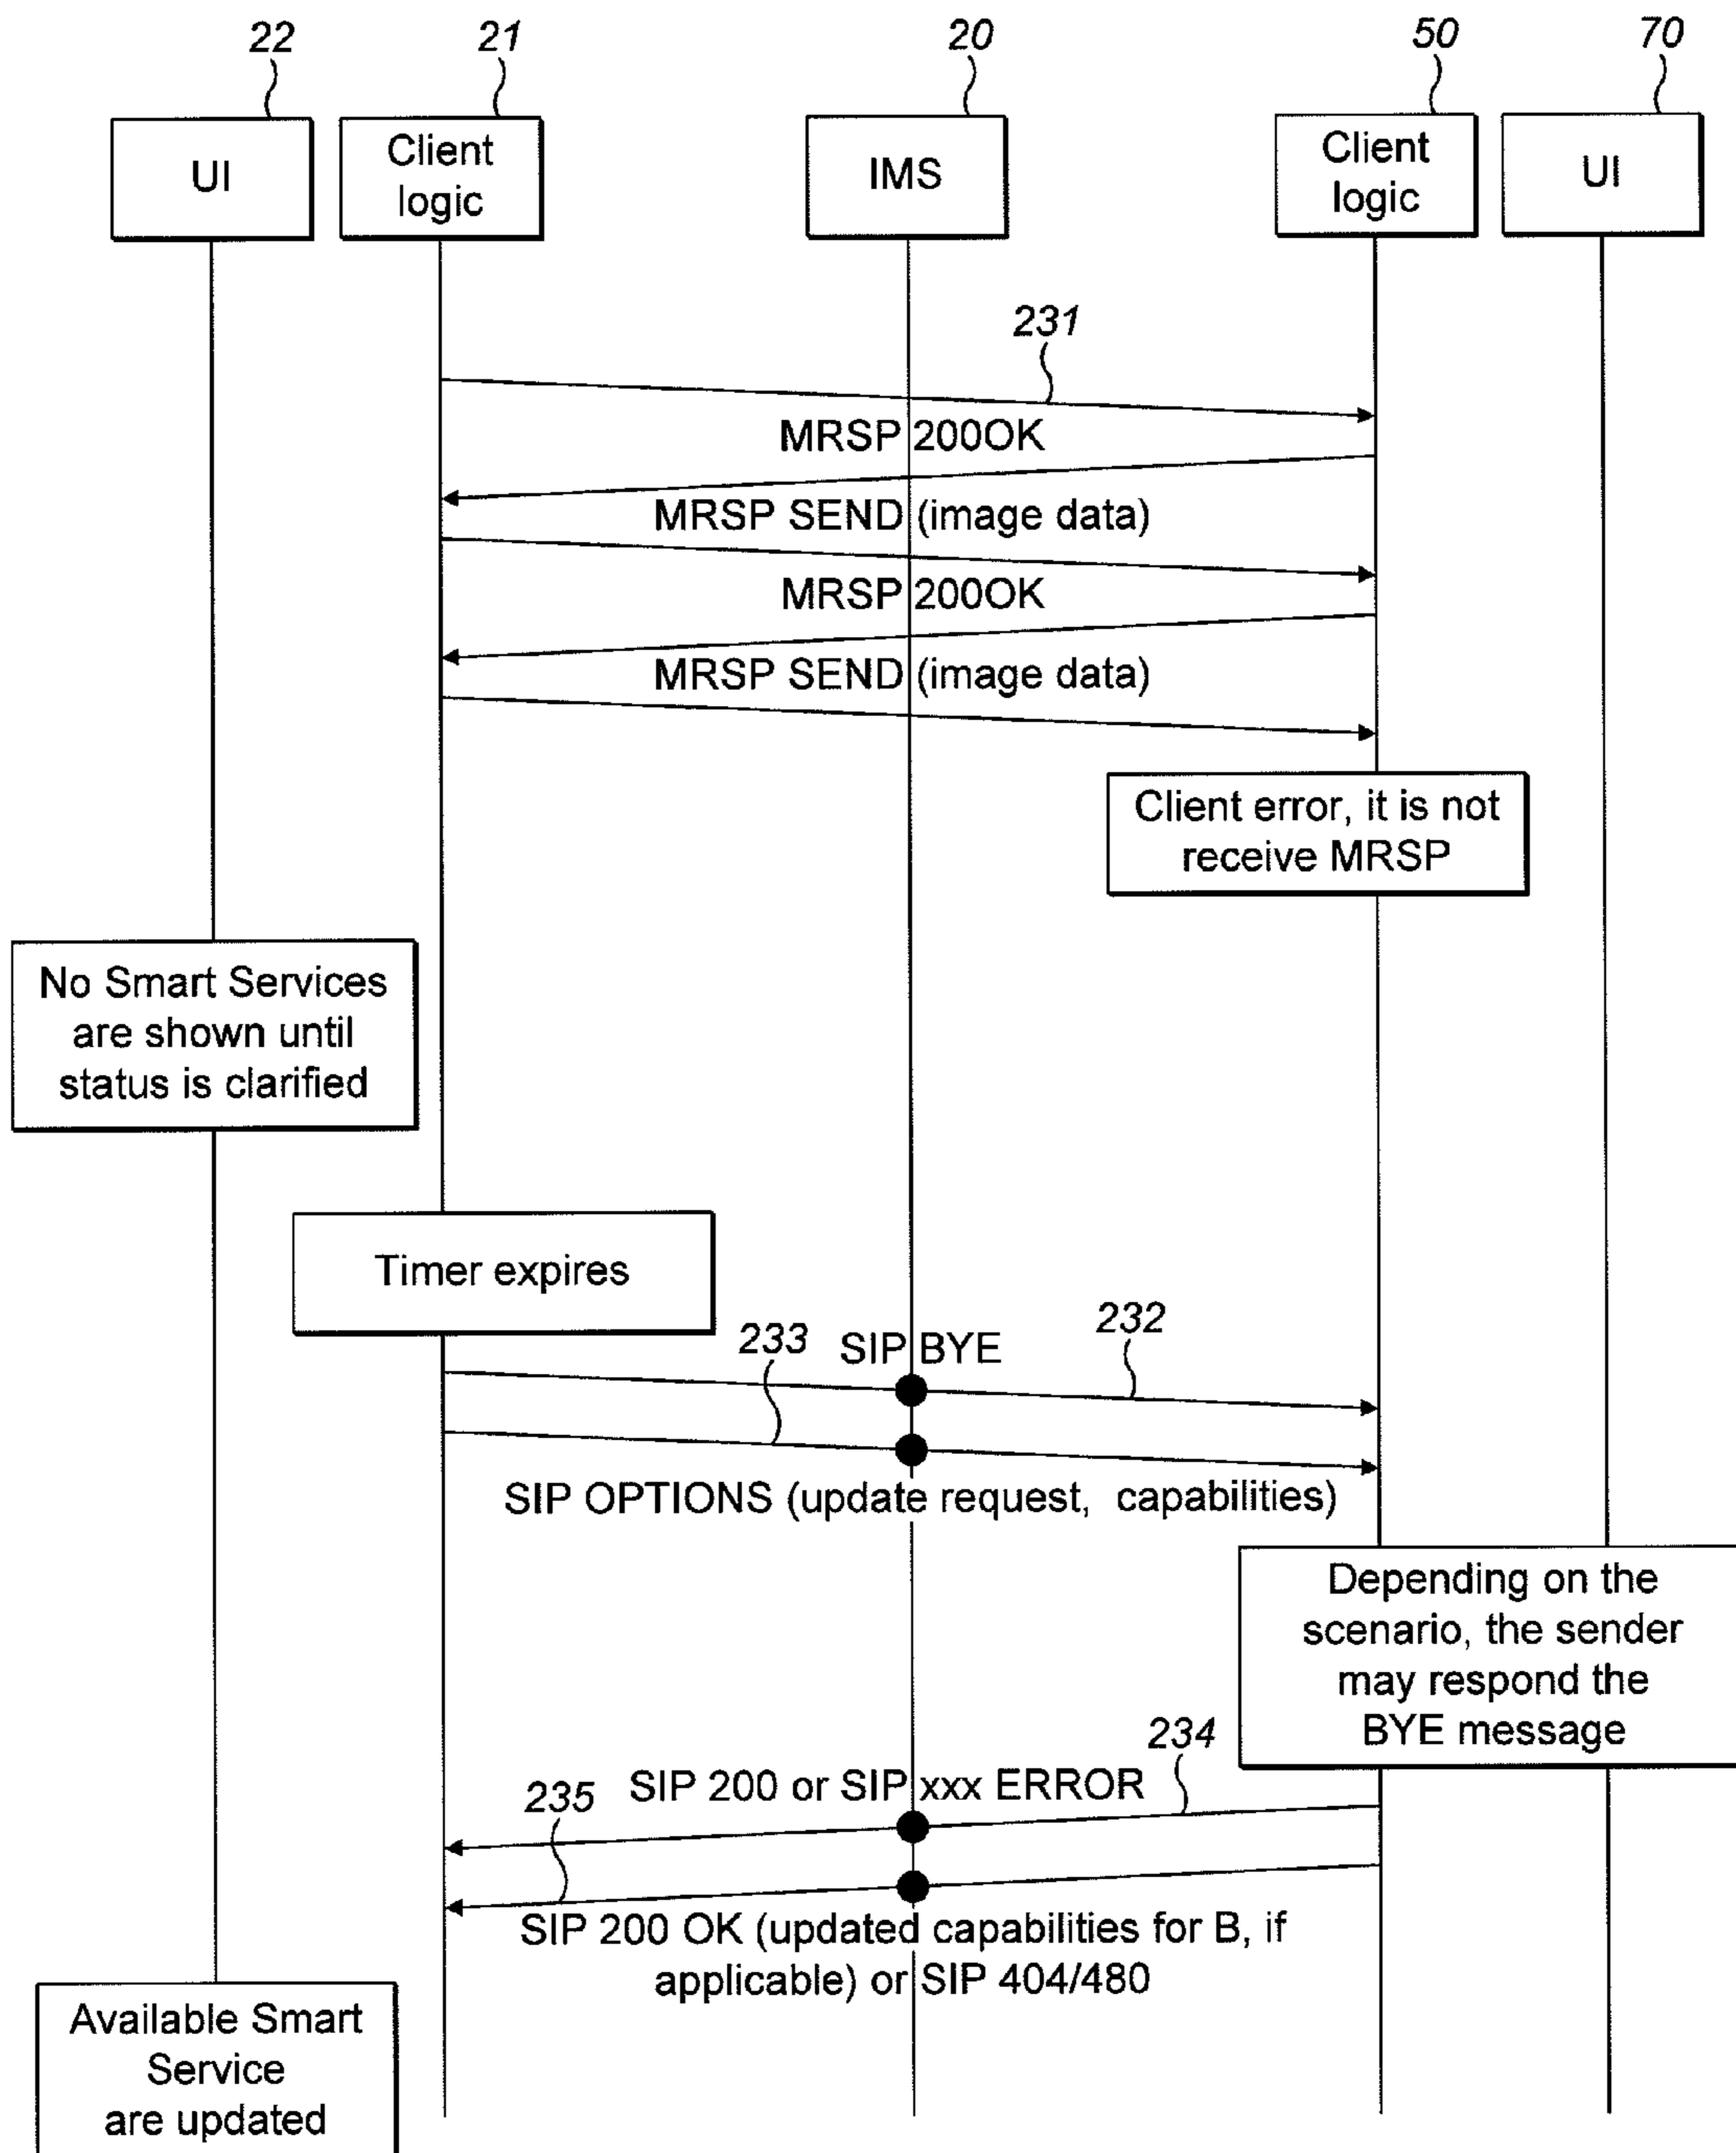 22
21
20
50
70
UI
Client
logic
IMS
Client
logic
UI
231
MRSP 200OK
MRSP SEND (image data)
MRSP 200OK
MRSP SEND (image data)
Client error, it is not
receive MRSP
No Smart Services
are shown until
status is clarified
Timer expires
233
SIP BYE
232
SIP OPTIONS (update request, capabilities)
Depending on the
scenario, the sender
may respond the
BYE message
234
SIP 200 or SIP xxx ERROR
235
SIP 200 OK (updated capabilities for B, if
applicable) or SIP 404/480
Available Smart
Service
are updated